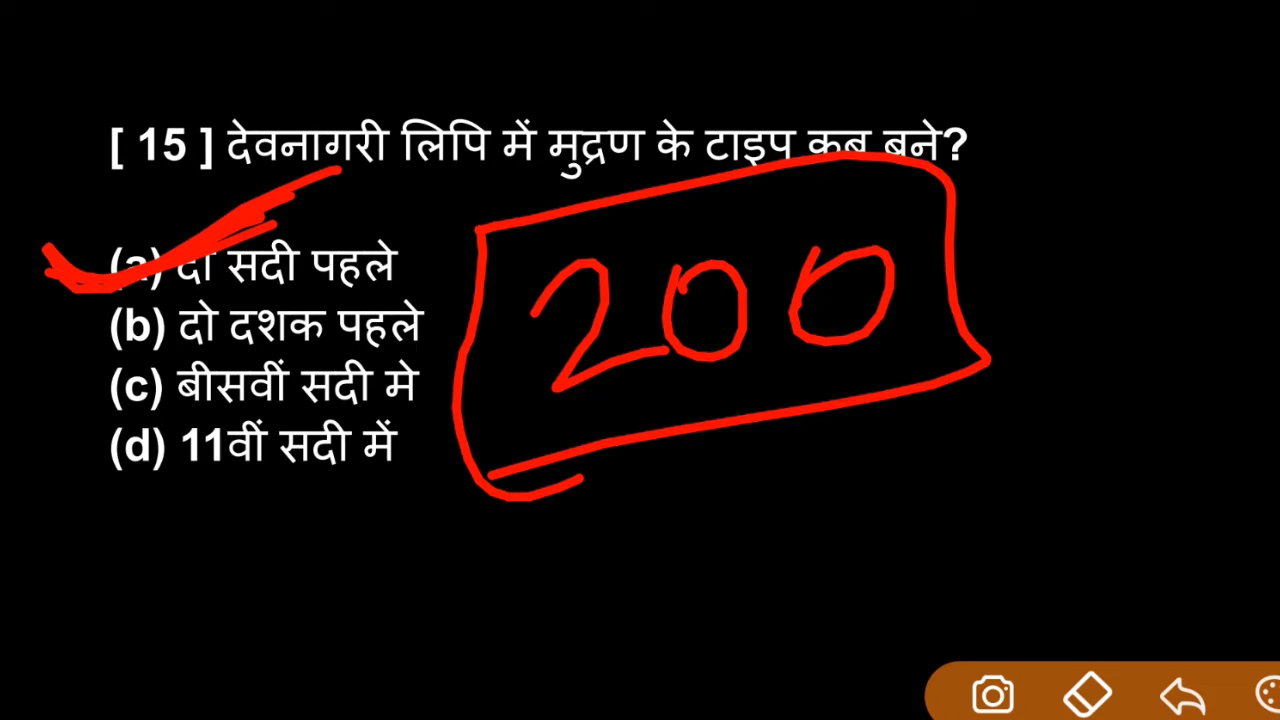 [ 15 ] देवनागरी लिपि में मुद्रण के टाइप कब बने?
(a) दो सदी पहले
200
(b) दो दशक पहले
(c) बीसवीं सदी मे
(d) 11वीं सदी में